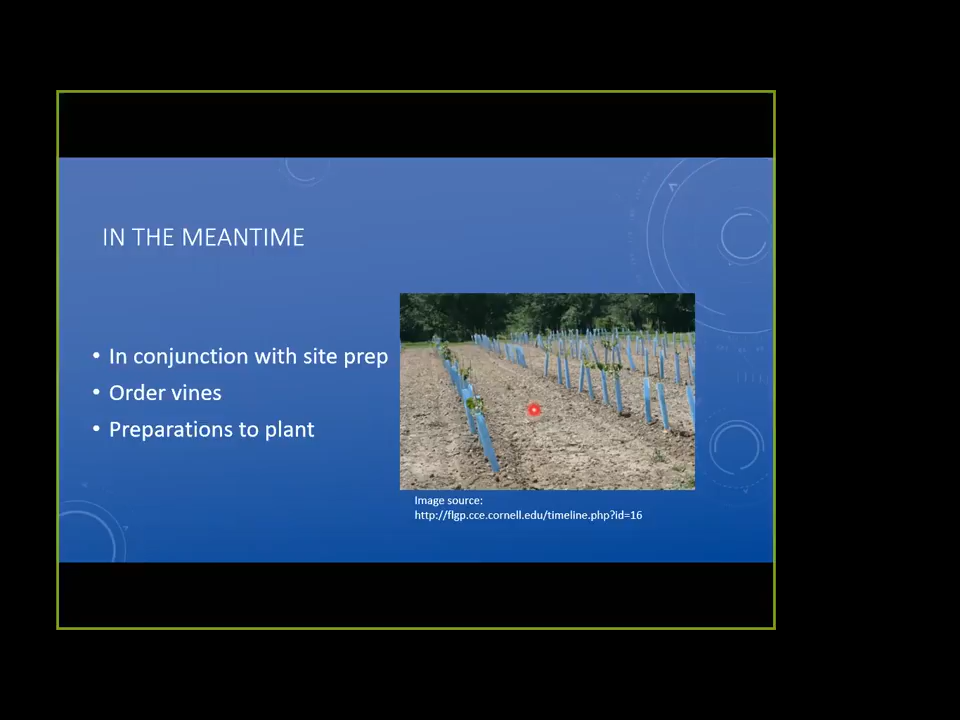 IN THE MEANTIME
• In conjunction with site prep
• Order vines
• Preparations to plant
Image source:
http://flgp.cce.cornell.edu/timeline.php?id=16